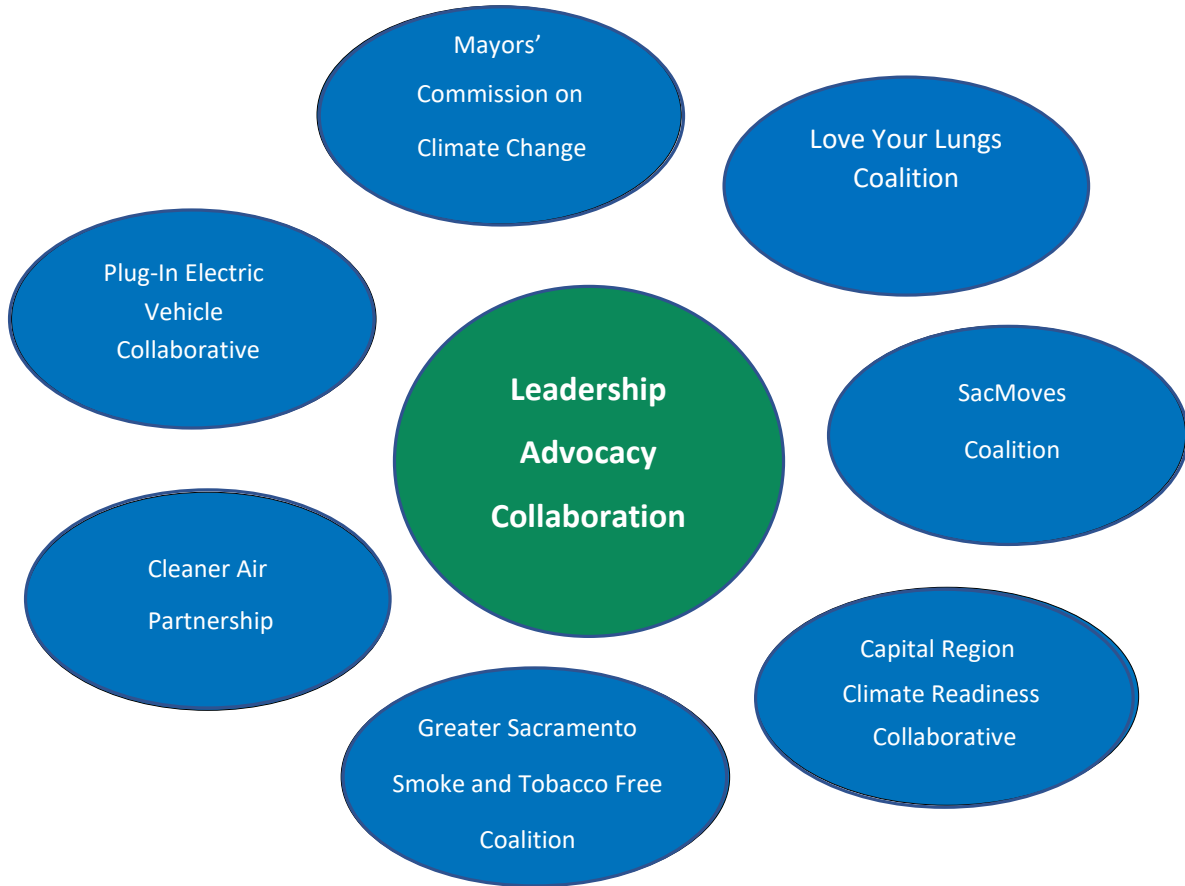 Mayors’
Commission on
Climate Change
Love Your Lungs
Coalition
Plug-In Electric
Vehicle
Collaborative
Leadership
Advocacy
Collaboration
SacMoves
Coalition
Cleaner Air
Partnership
Capital Region
Climate Readiness
Collaborative
Greater Sacramento
Smoke and Tobacco Free
Coalition